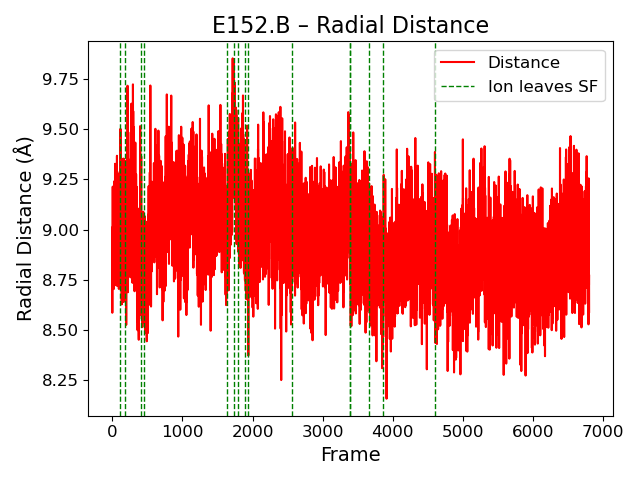 E152.B – Radial Distance
Distance
Ion leaves SF
Radial Distance (Å)
9.75
9.50
9.25
9.00
8.75
8.50
8.25
0 1000 2000 3000 4000 5000 6000 7000
Frame